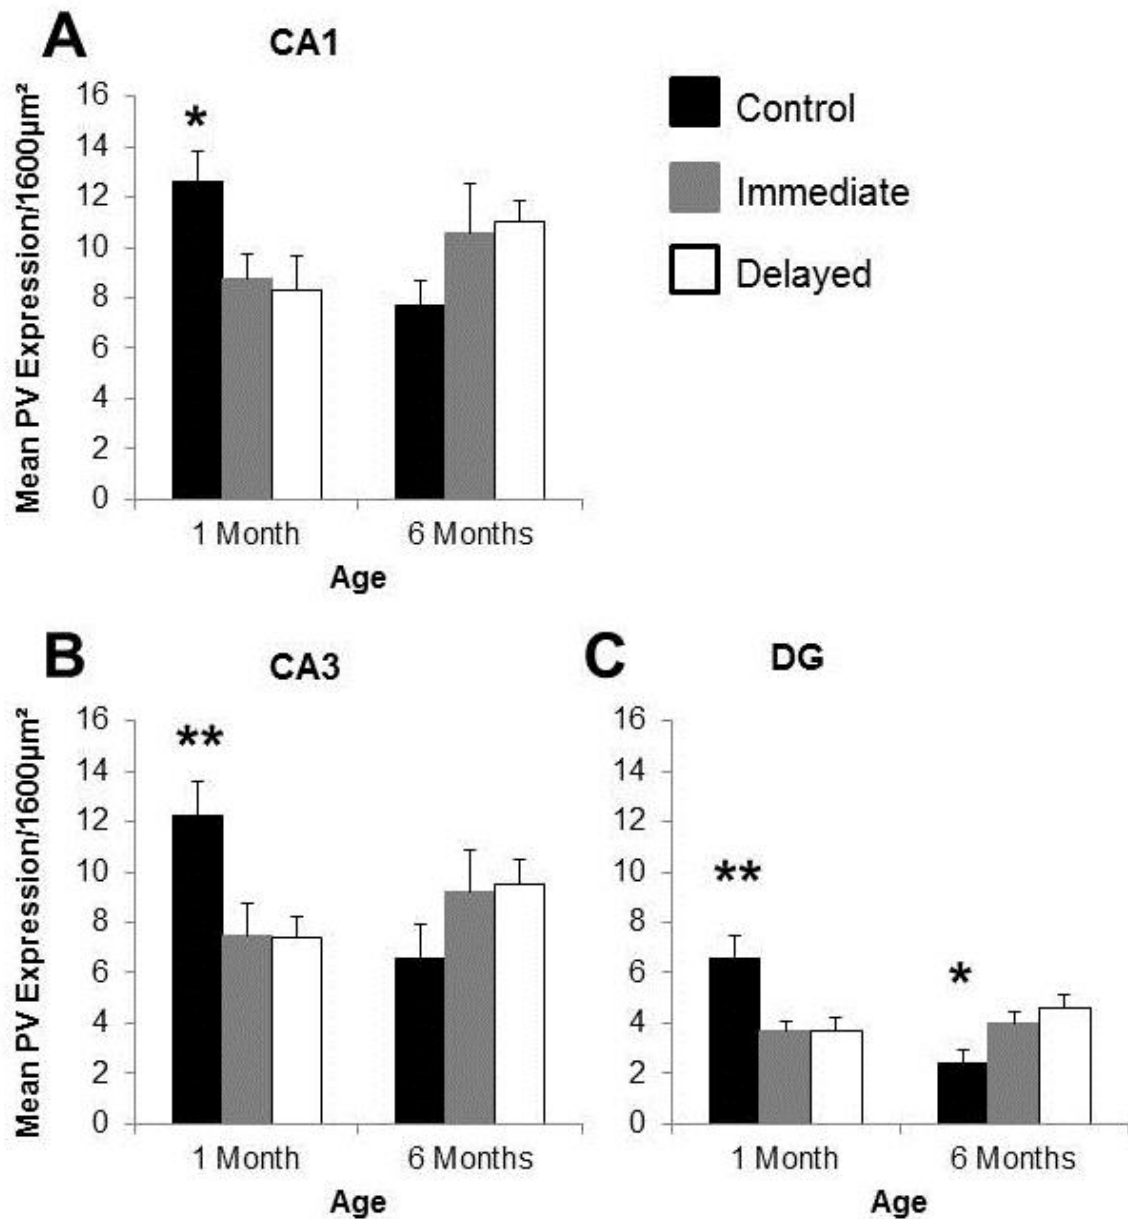 A
CA1
Mean PV Expression/1600µm²
16
14
12
10
8
6
4
2
0
*
1 Month
6 Months
Age
Control
Immediate
Delayed
B
CA3
Mean PV Expression/1600µm²
16
14
12
10
8
6
4
2
0
**
1 Month
6 Months
Age
C
DG
16
14
12
10
8
6
4
2
0
**
*
1 Month
6 Months
Age